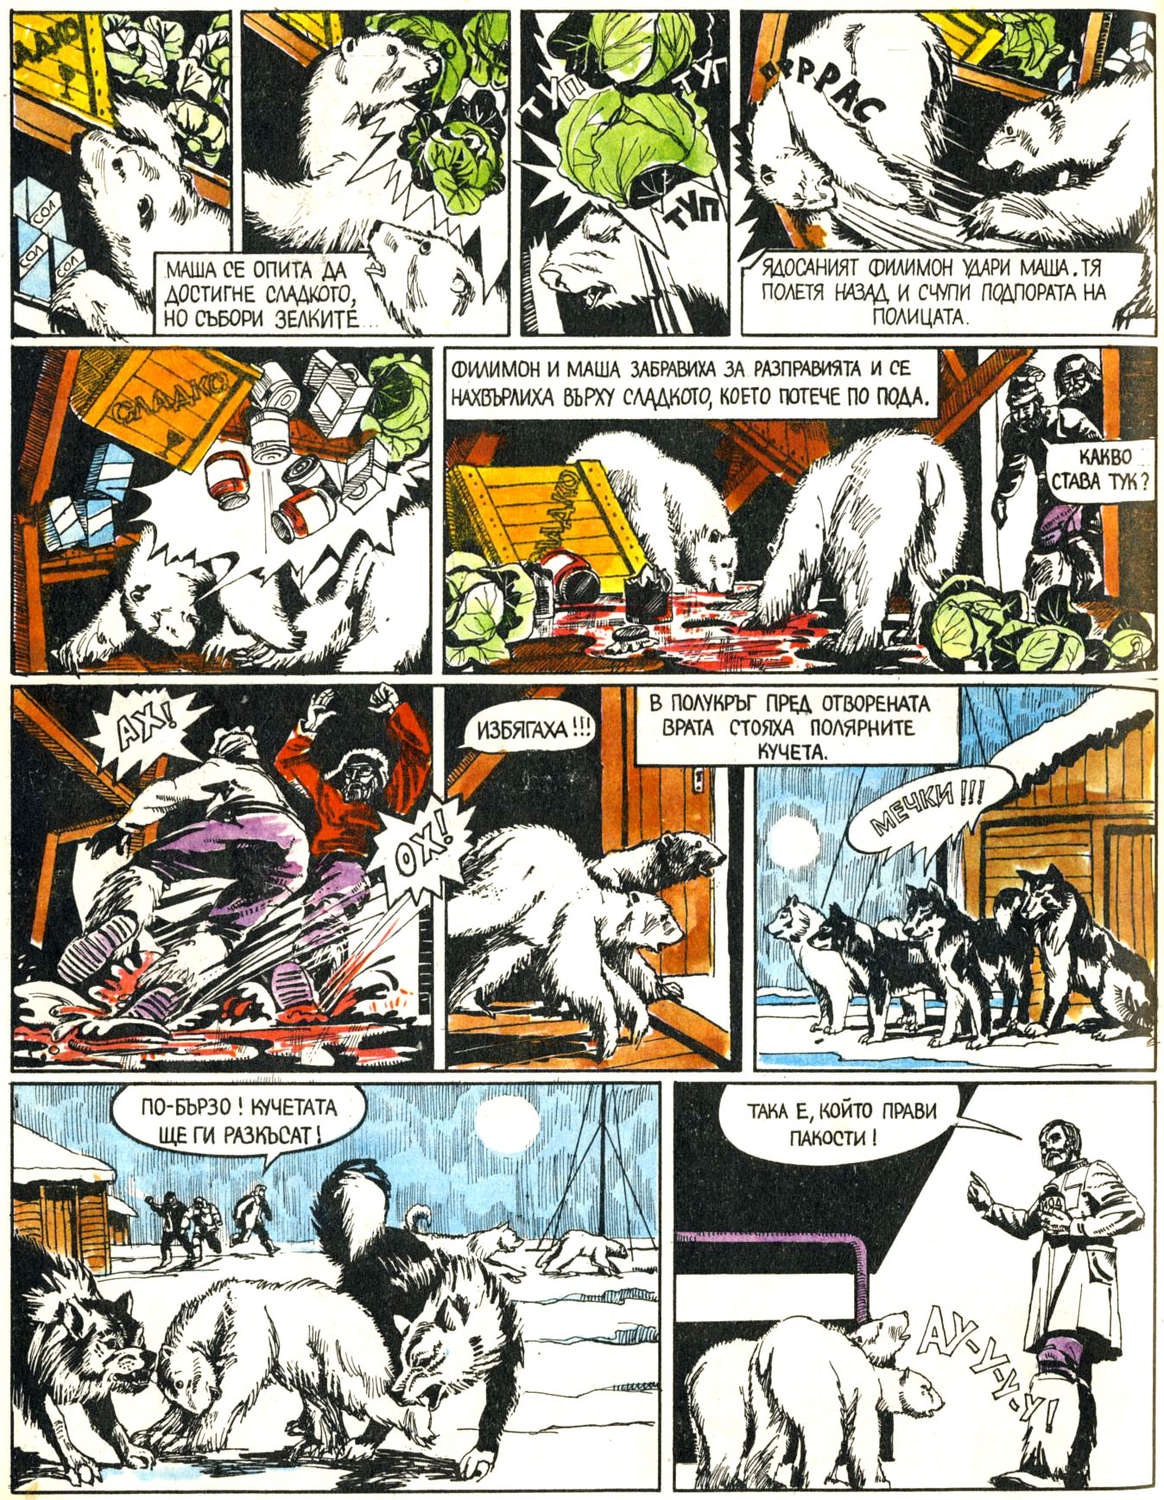 ДКО
СОЛ
СОЛ
СОЛ
МАША СЕ ОПИТА ДА
ДОСТИГНЕ СЛАДКОТО,
НО СЪБОРИ ЗЕЛКИТЕ...
ТУП
ТУП
ТУП
ПРРРАС
ЯДОСАНИЯТ ФИЛИМОН УДАРИ МАША. ТЯ
ПОЛЕТЯ НАЗАД И СЧУПИ ПОДПОРАТА НА
ПОЛИЦАТА.
СЛАДКО
ФИЛИМОН И МАША ЗАБРАВИХА ЗА РАЗПРАВИЯТА И СЕ
НАХВЪРЛИХА ВЪРХУ СЛАДКОТО, КОЕТО ПОТЕЧЕ ПО ПОДА.
СЛАДКО
КАКВО
СТАВА ТУК?
АХ!
ОХ!
ИЗБЯГАХА!!!
В ПОЛУКРЪГ ПРЕД ОТВОРЕНАТА
ВРАТА СТОЯХА ПОЛЯРНИТЕ
КУЧЕТА.
МЕЧКИ!!!
ПО-БЪРЗО! КУЧЕТАТА
ЩЕ ГИ РАЗКЪСАТ!
ТАКА Е, КОЙТО ПРАВИ
ПАКОСТИ!
ЙОД
АУ-У-У-У!